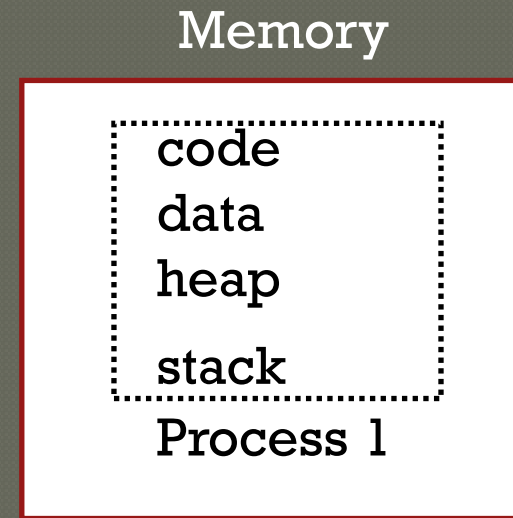 Memory
code
data
heap
stack
Process 1